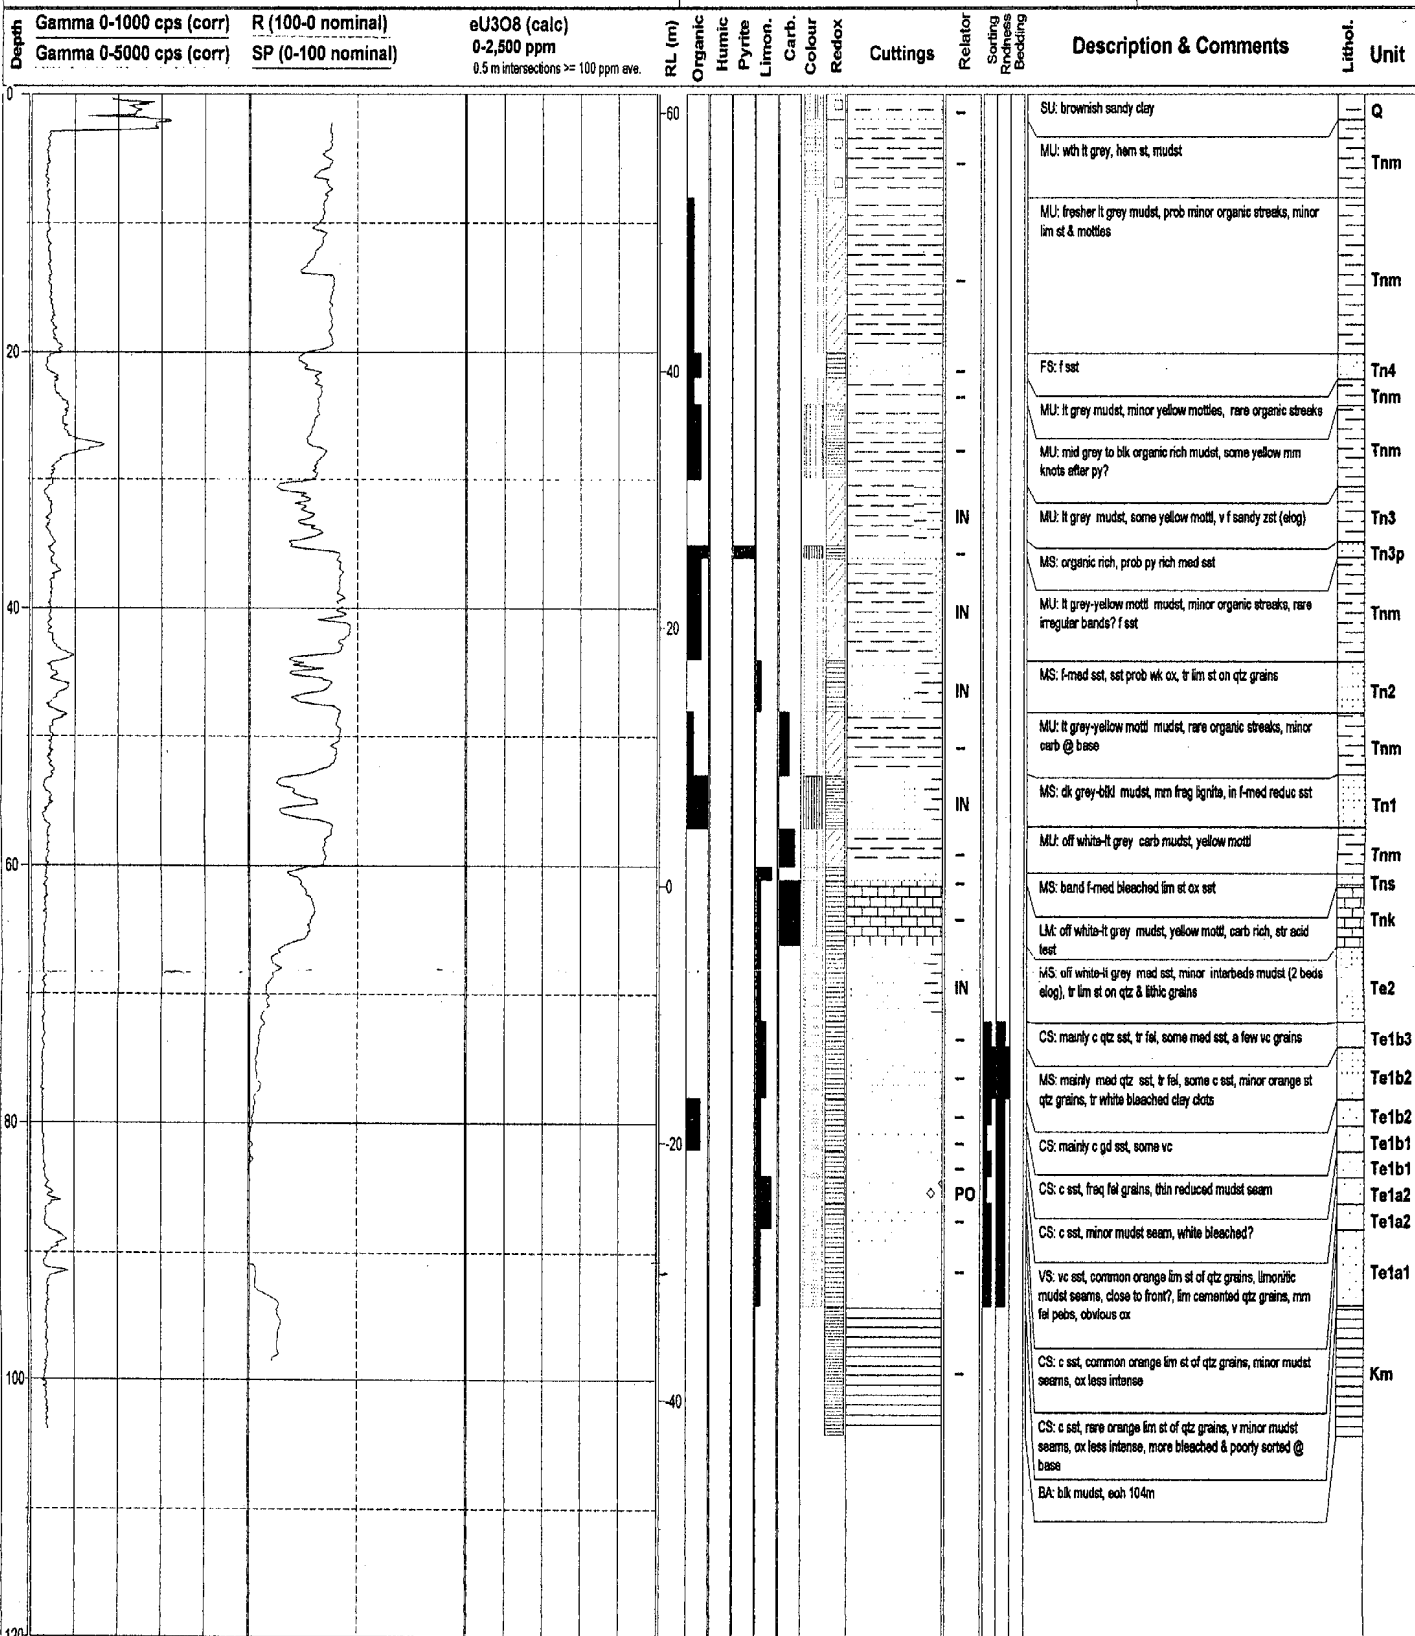 Depth
Gamma 0-1000 cps (corr)
Gamma 0-5000 cps (corr)
R (100-0 nominal)
SP (0-100 nominal)
eU3O8 (calc)
0-2,500 ppm
0.5 m intersections >= 100 ppm ave.
RL (m)
Organic
Humic
Pyrite
Limon.
Carb.
Colour
Redox
Cuttings
Relator
Sorting
Rndness
Bedding
Description & Comments
Lithol.
Unit
0
20
40
60
80
100
120
60
40
20
0
-20
-40
IN
IN
IN
IN
IN
PO
SU: brownish sandy clay
MU: wth lt grey, hem st, mudst
MU: fresher lt grey mudst, prob minor organic streaks, minor
lim st & mottles
FS: f sst
MU: lt grey mudst, minor yellow mottles, rare organic streaks
MU: mid grey to blk organic rich mudst, some yellow mm
knots after py?
MU: lt grey mudst, some yellow mottl, v f sandy zst (elog)
MS: organic rich, prob py rich med sst
MU: lt grey-yellow mottl mudst, minor organic streaks, rare
irregular bands? f sst
MS: f-med sst, sst prob wk ox, tr lim st on qtz grains
MU: lt grey-yellow mottl mudst, rare organic streaks, minor
carb @ base
MS: dk grey-blkl mudst, mm frag lignite, in f-med reduc sst
MU: off white-lt grey carb mudst, yellow mottl
MS: band f-med bleached lim st ox sst
LM: off white-lt grey mudst, yellow mottl, carb rich, str acid
test
MS: off white-lt grey med sst, minor interbeds mudst (2 beds
elog), tr lim st on qtz & lithic grains
CS: mainly c qtz sst, tr fel, some med sst, a few vc grains
MS: mainly med qtz sst, tr fel, some c sst, minor orange st
qtz grains, tr white bleached clay clots
CS: mainly c gd sst, some vc
CS: c sst, freq fel grains, thin reduced mudst seam
CS: c sst, minor mudst seam, white bleached?
VS: vc sst, common orange lim st of qtz grains, limonitic
mudst seams, close to front?, lim cemented qtz grains, mm
fel pebs, obvious ox
CS: c sst, common orange lim st of qtz grains, minor mudst
seams, ox less intense
CS: c sst, rare orange lim st of qtz grains, v minor mudst
seams, ox less intense, more bleached & poorly sorted @
base
BA: blk mudst, eoh 104m
Q
Tnm
Tnm
Tn4
Tnm
Tnm
Tn3
Tn3p
Tnm
Tn2
Tnm
Tn1
Tnm
Tns
Tnk
Te2
Te1b3
Te1b2
Te1b2
Te1b1
Te1b1
Te1a2
Te1a2
Te1a1
Km